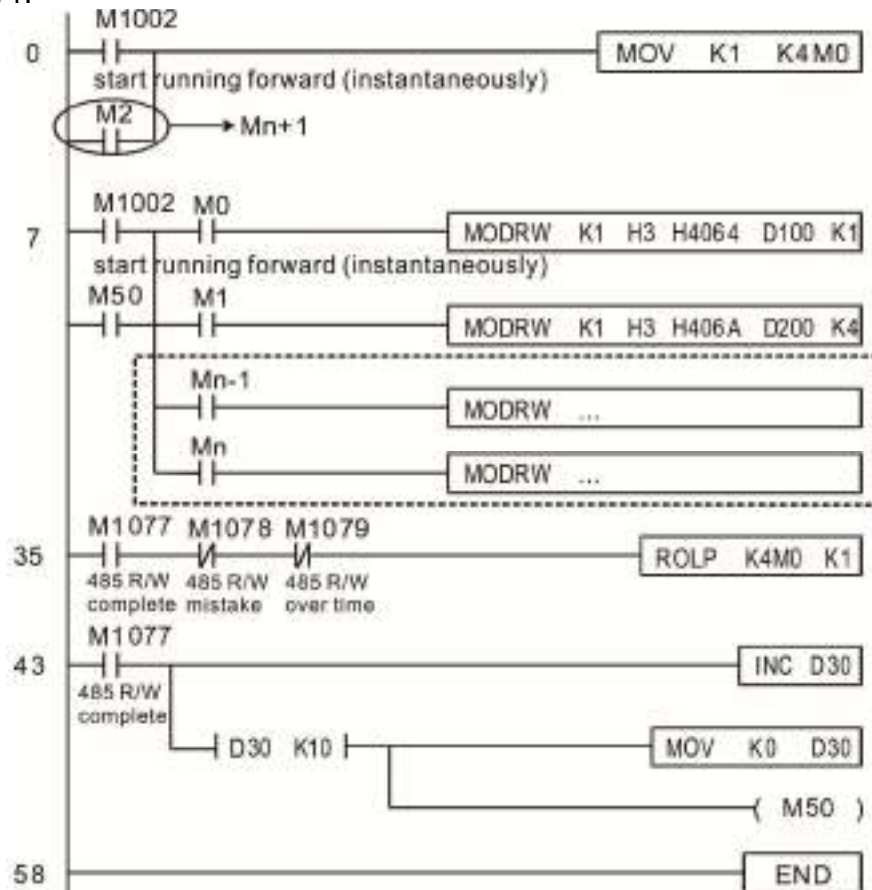 M1002
0 MOV K1 K4M0
start running forward (instantaneously)
M2
Mn+1
M1002 M0
7 MODRW K1 H3 H4064 D100 K1
start running forward (instantaneously)
M50 M1
MODRW K1 H3 H406A D200 K4
Mn-1
MODRW ...
Mn
MODRW ...
M1077 M1078 M1079
35 ROLP K4M0 K1
485 R/W 485 R/W 485 R/W
complete mistake over time
M1077
43 INC D30
485 R/W
complete
D30 K10 MOV K0 D30
M50
58 END